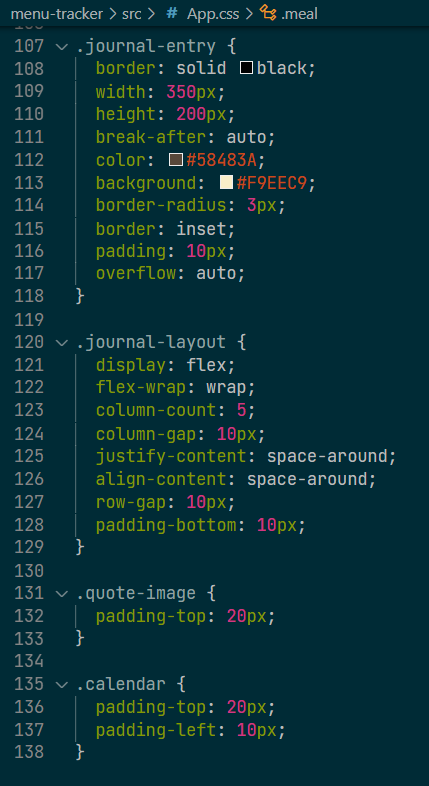 menu-tracker > src > # App.css > .meal
107 .journal-entry {
108 border: solid black;
109 width: 350px;
110 height: 200px;
111 break-after: auto;
112 color: #58483A;
113 background: #F9EEC9;
114 border-radius: 3px;
115 border: inset;
116 padding: 10px;
117 overflow: auto;
118 }
119
120 .journal-layout {
121 display: flex;
122 flex-wrap: wrap;
123 column-count: 5;
124 column-gap: 10px;
125 justify-content: space-around;
126 align-content: space-around;
127 row-gap: 10px;
128 padding-bottom: 10px;
129 }
130
131 .quote-image {
132 padding-top: 20px;
133 }
134
135 .calendar {
136 padding-top: 20px;
137 padding-left: 10px;
138 }